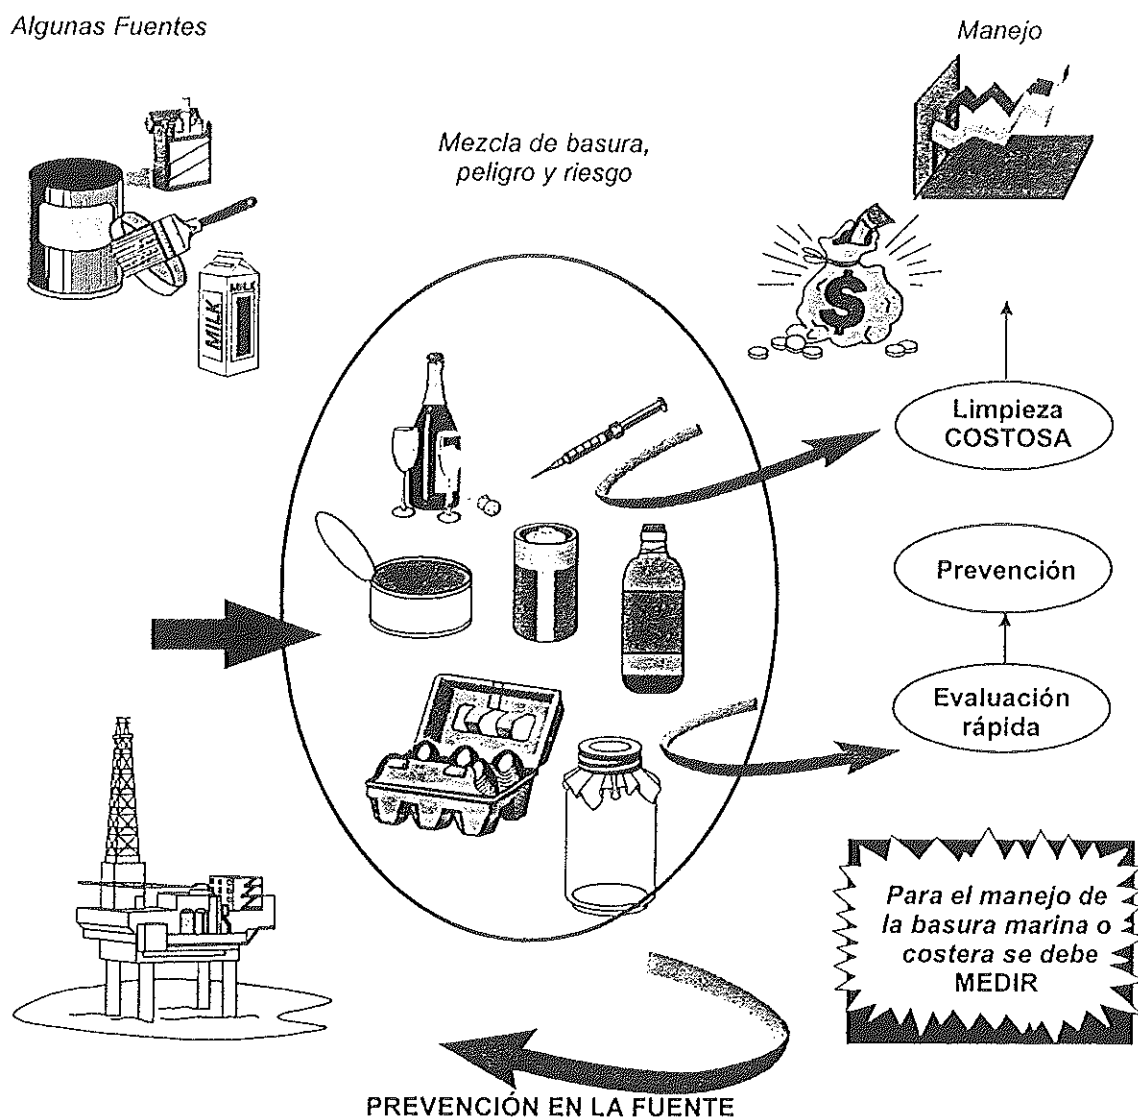 Algunas Fuentes
Manejo
Mezcla de basura,
peligro y riesgo
MILK
MILK
$
Limpieza
COSTOSA
Prevención
Evaluación
rápida
Para el manejo de
la basura marina o
costera se debe
MEDIR
PREVENCIÓN EN LA FUENTE